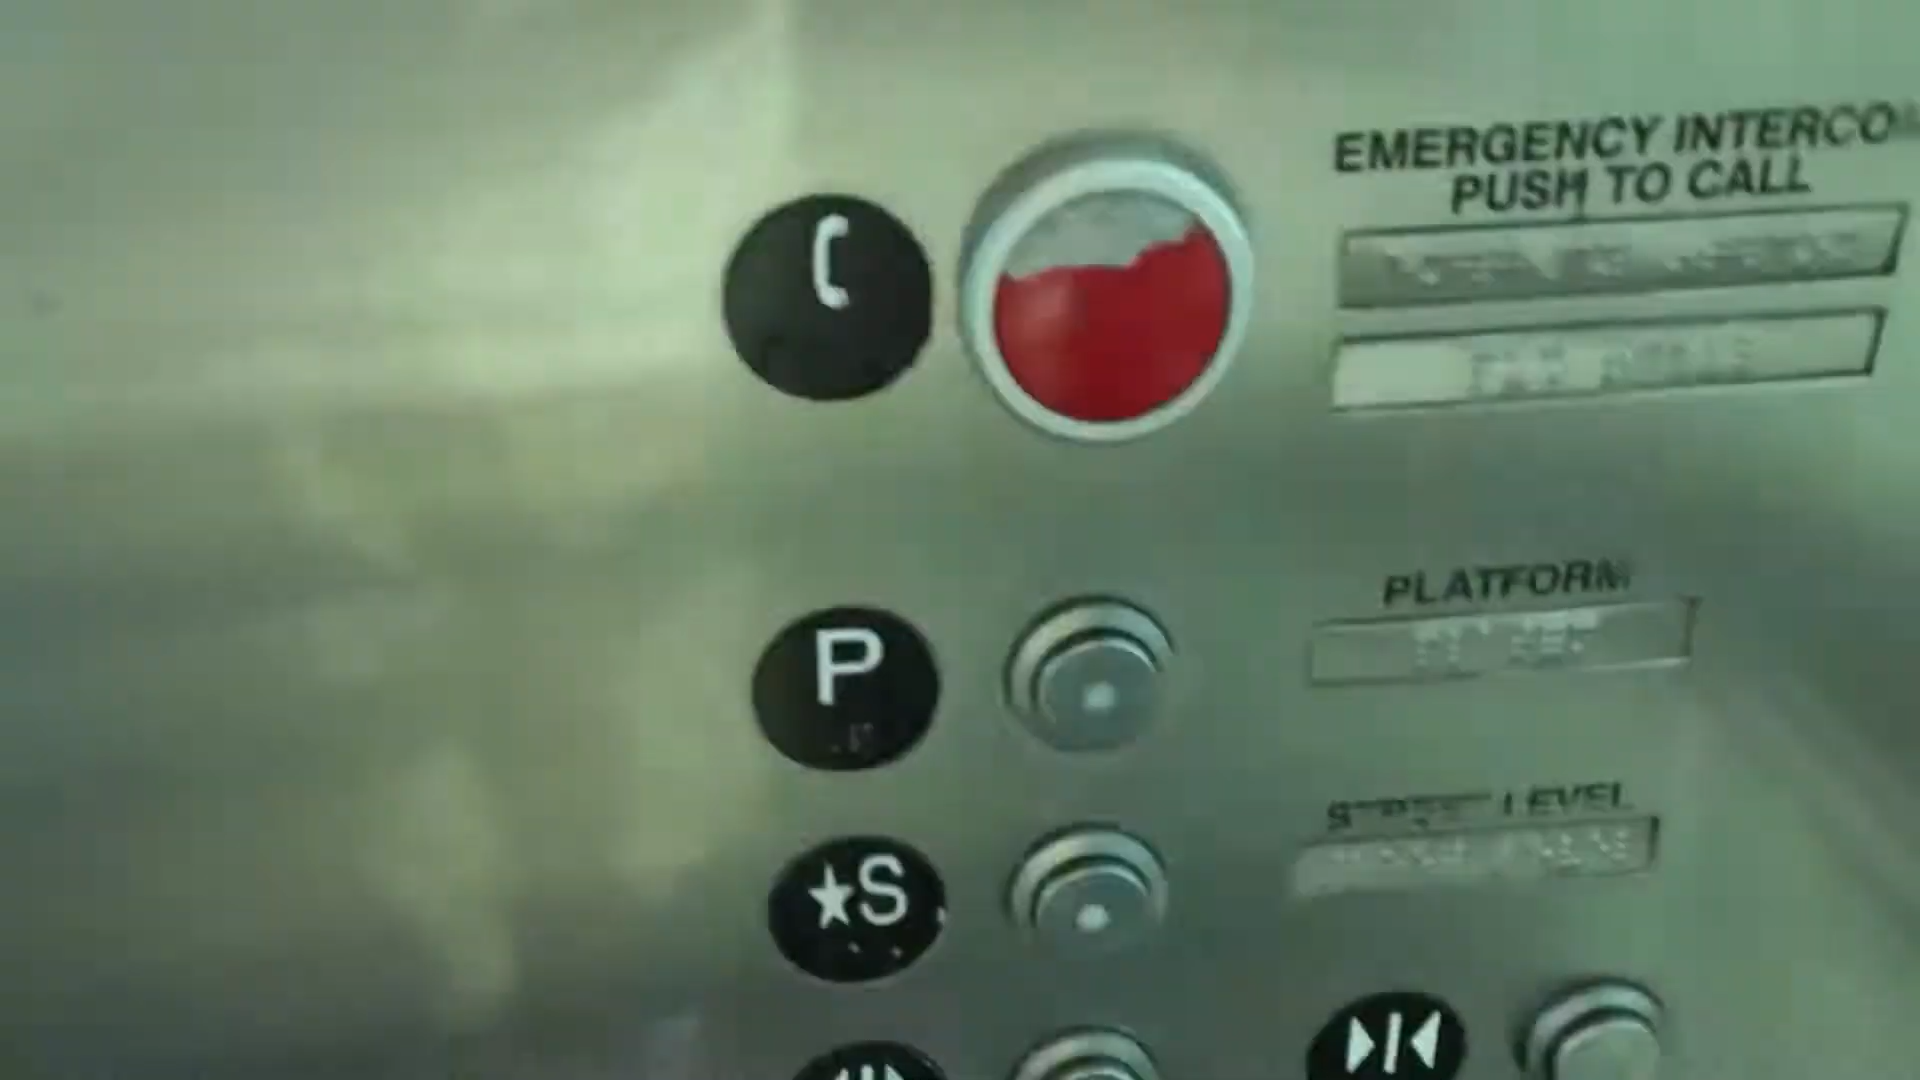 EMERGENCY INTERCO
PUSH TO CALL
P
PLATFORM
★S
LEVEL